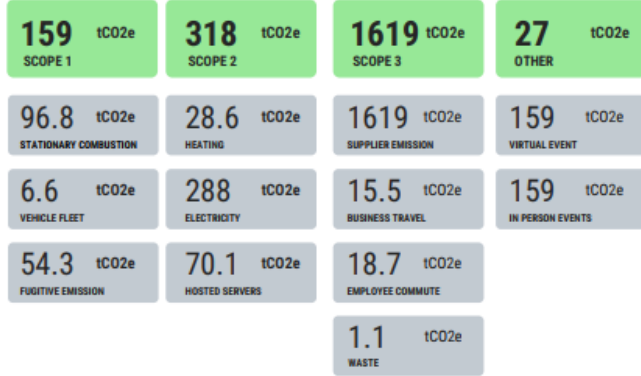 159 tCO2e
SCOPE 1
318 tCO2e
SCOPE 2
1619 tCO2e
SCOPE 3
27 tCO2e
OTHER
96.8 tCO2e
STATIONARY COMBUSTION
28.6 tCO2e
HEATING
1619 tCO2e
SUPPLIER EMISSION
159 tCO2e
VIRTUAL EVENT
6.6 tCO2e
VEHICLE FLEET
288 tCO2e
ELECTRICITY
15.5 tCO2e
BUSINESS TRAVEL
159 tCO2e
IN PERSON EVENTS
54.3 tCO2e
FUGITIVE EMISSION
70.1 tCO2e
HOSTED SERVERS
18.7 tCO2e
EMPLOYEE COMMUTE
1.1 tCO2e
WASTE